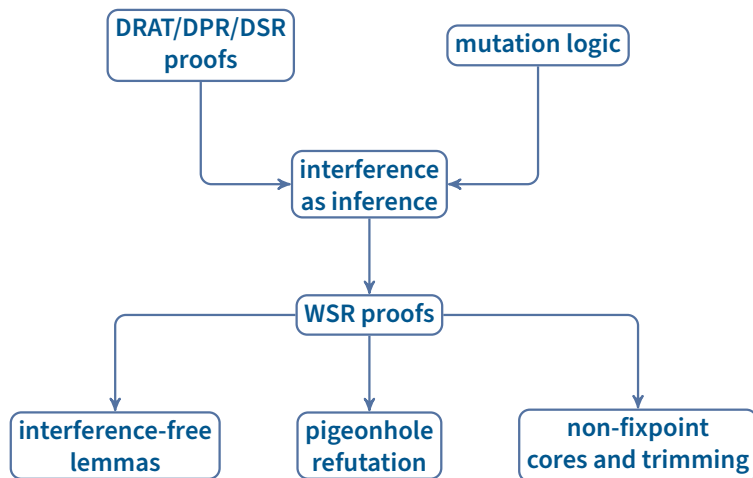 DRAT/DPR/DSR
proofs
mutation logic
interference
as inference
WSR proofs
interference-free
lemmas
pigeonhole
refutation
non-fixpoint
cores and trimming